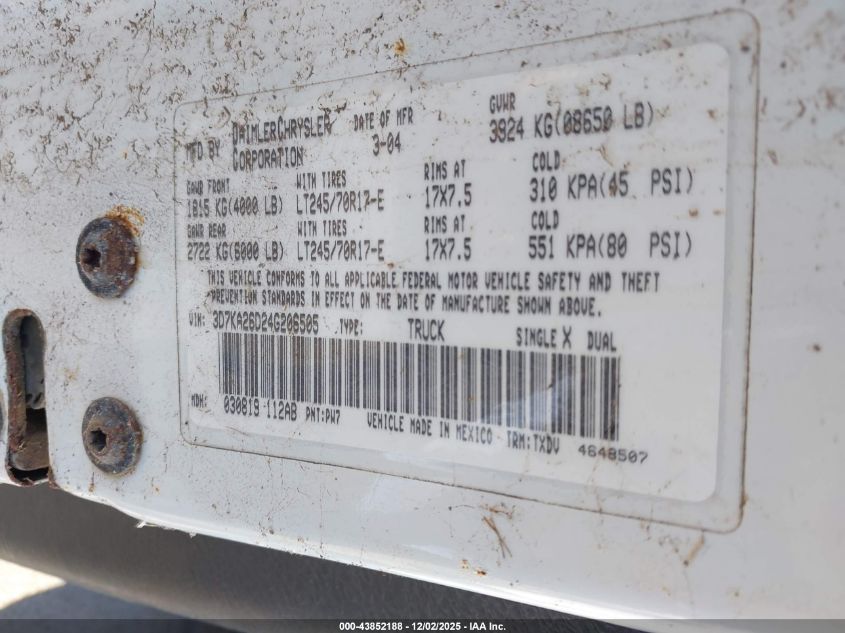 MFD BY DAIMLERCHRYSLER CORPORATION DATE OF MFR 3-04 GVWR 3924 KG(08650 LB)
GAWR FRONT WITH TIRES RIMS AT COLD
1815 KG(4000 LB) LT245/70R17-E 17X7.5 310 KPA(45 PSI)
GAWR REAR WITH TIRES RIMS AT COLD
2722 KG(6000 LB) LT245/70R17-E 17X7.5 551 KPA(80 PSI)
THIS VEHICLE CONFORMS TO ALL APPLICABLE FEDERAL MOTOR VEHICLE SAFETY AND THEFT
PREVENTION STANDARDS IN EFFECT ON THE DATE OF MANUFACTURE SHOWN ABOVE.
VIN: 3D7KA26D24G206505 TYPE: TRUCK SINGLE X DUAL
MDH: 030819 112AB PNT:PW7 VEHICLE MADE IN MEXICO TRM:TXDV 4648507
000-43852188 - 12/02/2025 - IAA Inc.